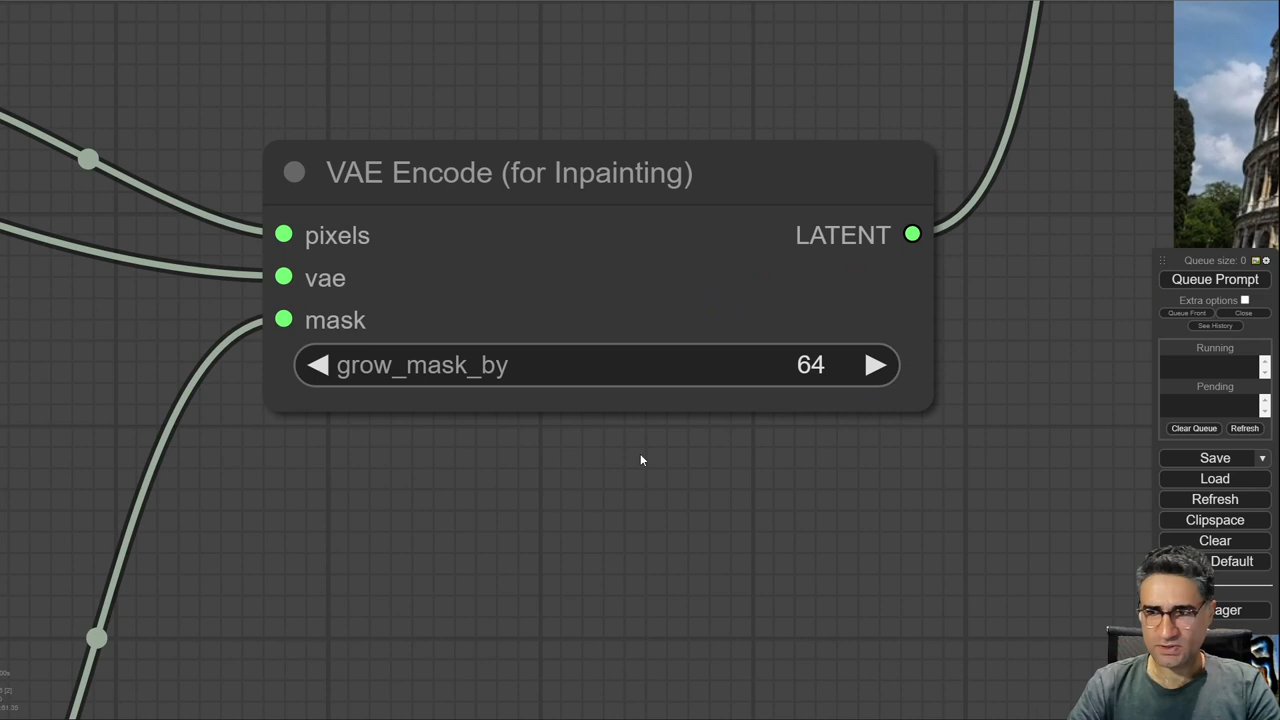 VAE Encode (for Inpainting)
pixels
LATENT
vae
mask
grow_mask_by 64
Queue size: 0
Queue Prompt
Extra options
Queue Front
Close
See History
Running
Pending
Clear Queue
Refresh
Save
Load
Refresh
Clipspace
Clear
Default